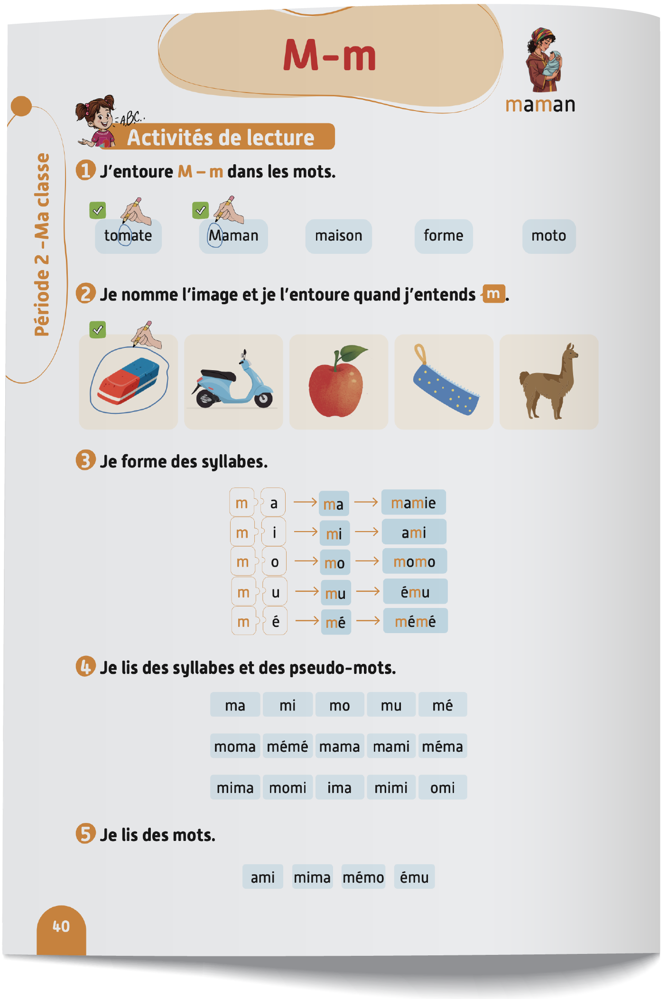 M-m
maman
ABC..
Activités de lecture
Période 2 -Ma classe
1 J'entoure M – m dans les mots.
tomate Maman maison forme moto
2 Je nomme l'image et je l'entoure quand j'entends m.
3 Je forme des syllabes.
m a → ma → mamie
m i → mi → ami
m o → mo → momo
m u → mu → ému
m é → mé → mémé
4 Je lis des syllabes et des pseudo-mots.
ma mi mo mu mé
moma mémé mama mami méma
mima momi ima mimi omi
5 Je lis des mots.
ami mima mémo ému
40